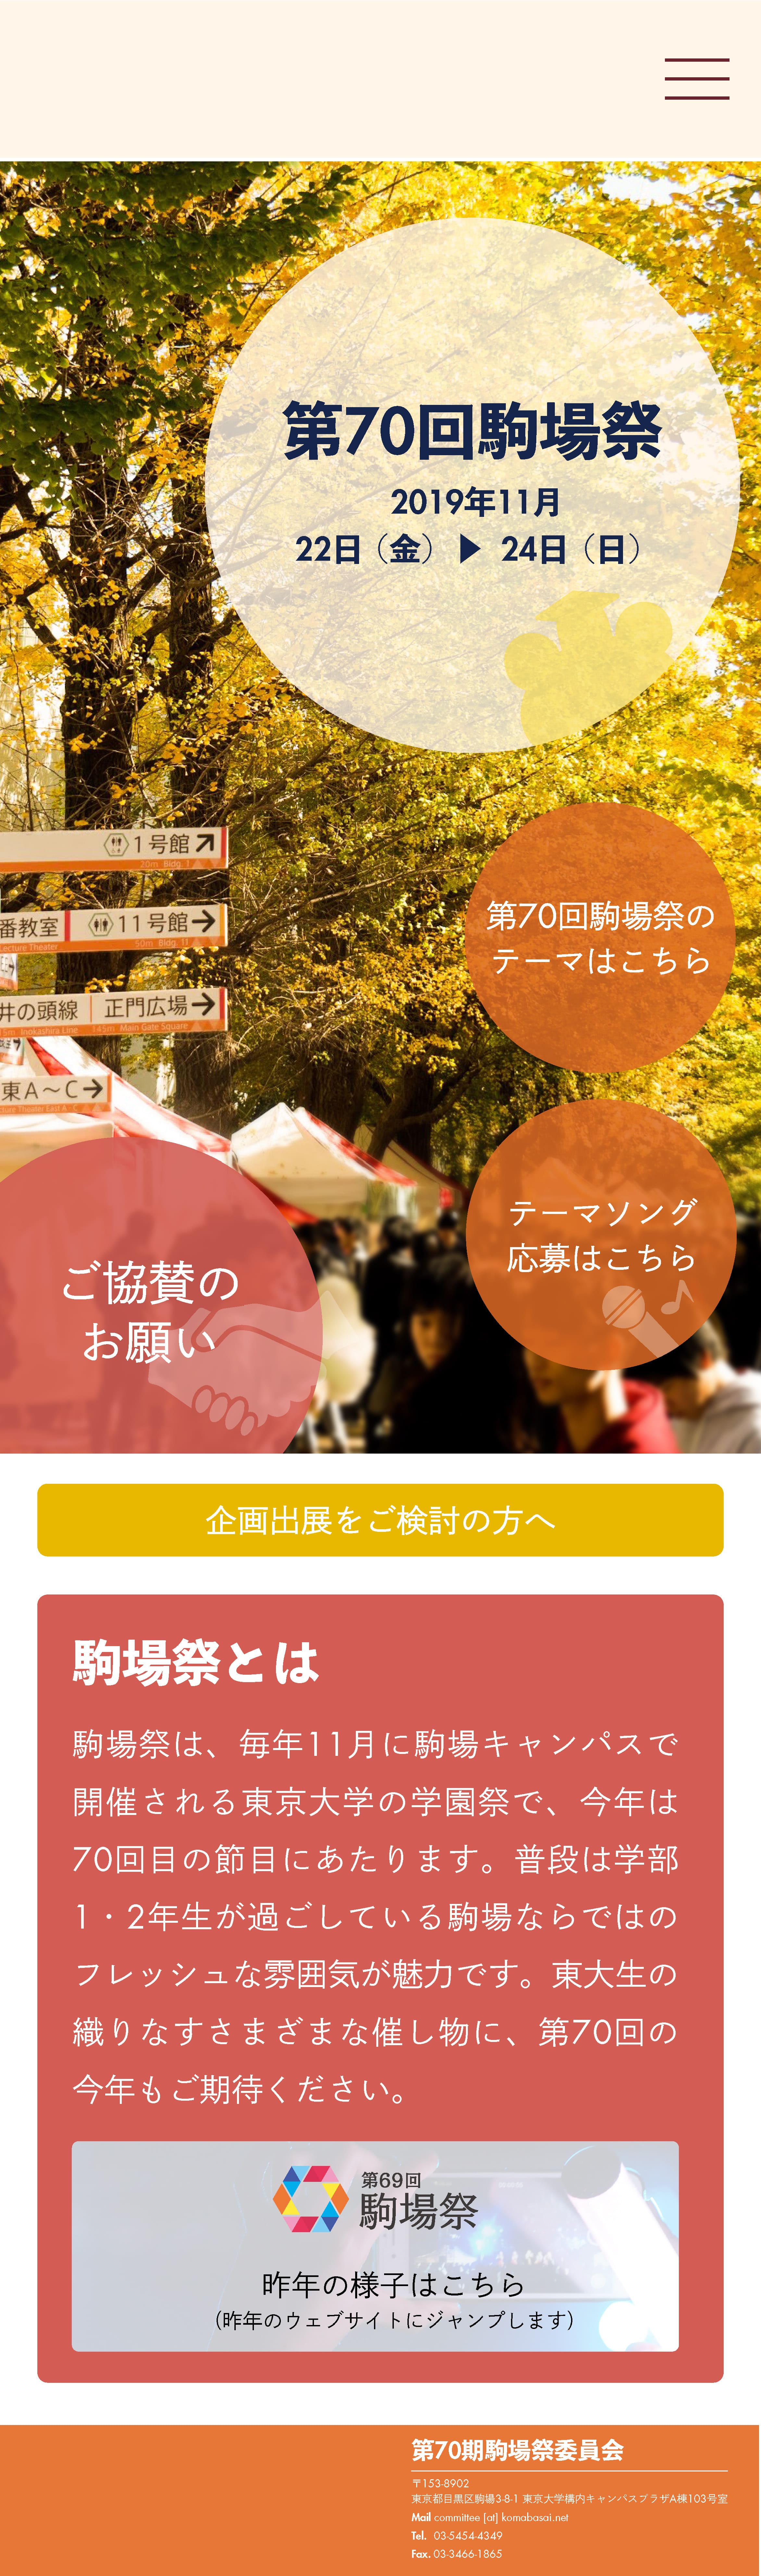 第70回駒場祭
2019年11月
22日（金）▶ 24日（日）
1号館
20m Bldg. 1
第70回駒場祭の
テーマはこちら
番教室 11号館
Lecture Theater 50m Bldg. 11
井の頭線 正門広場
Inokashira Line 145m Main Gate Square
東A～C
テーマソング
応募はこちら
ご協賛の
お願い
企画出展をご検討の方へ
駒場祭とは
駒場祭は、毎年11月に駒場キャンパスで
開催される東京大学の学園祭で、今年は
70回目の節目にあたります。普段は学部
1・2年生が過ごしている駒場ならではの
フレッシュな雰囲気が魅力です。東大生の
織りなすさまざまな催し物に、第70回の
今年もご期待ください。
第69回
駒場祭
昨年の様子はこちら
（昨年のウェブサイトにジャンプします）
第70期駒場祭委員会
〒153-8902
東京都目黒区駒場3-8-1 東京大学構内キャンパスプラザA棟103号室
Mail committee [at] komabasai.net
Tel. 03-5454-4349
Fax. 03-3466-1865